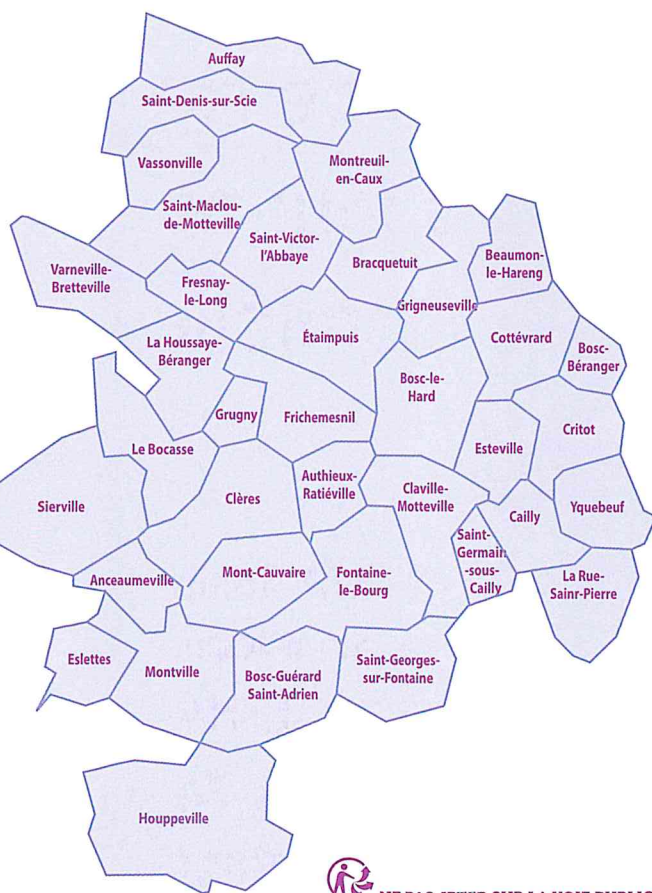 Auffay
Saint-Denis-sur-Scie
Vassonville
Montreuil-
en-Caux
Saint-Maclou-
de-Motteville
Saint-Victor-
l'Abbaye
Beaumon-
le-Hareng
Varneville-
Bretteville
Fresnay-
le-Long
Bracquetuit
Grigneuseville
La Houssaye-
Béranger
Étaimpuis
Cottévrard
Bosc-
Béranger
Bosc-le-
Hard
Grugny
Frichemesnil
Le Bocasse
Esteville
Critot
Sierville
Clères
Authieux-
Ratiéville
Claville-
Motteville
Cailly
Yquebeuf
Saint-
Germain
-sous-
Cailly
Anceaumeville
Mont-Cauvaire
Fontaine-
le-Bourg
La Rue-
Sainr-Pierre
Eslettes
Montville
Bosc-Guérard
Saint-Adrien
Saint-Georges-
sur-Fontaine
Houppeville